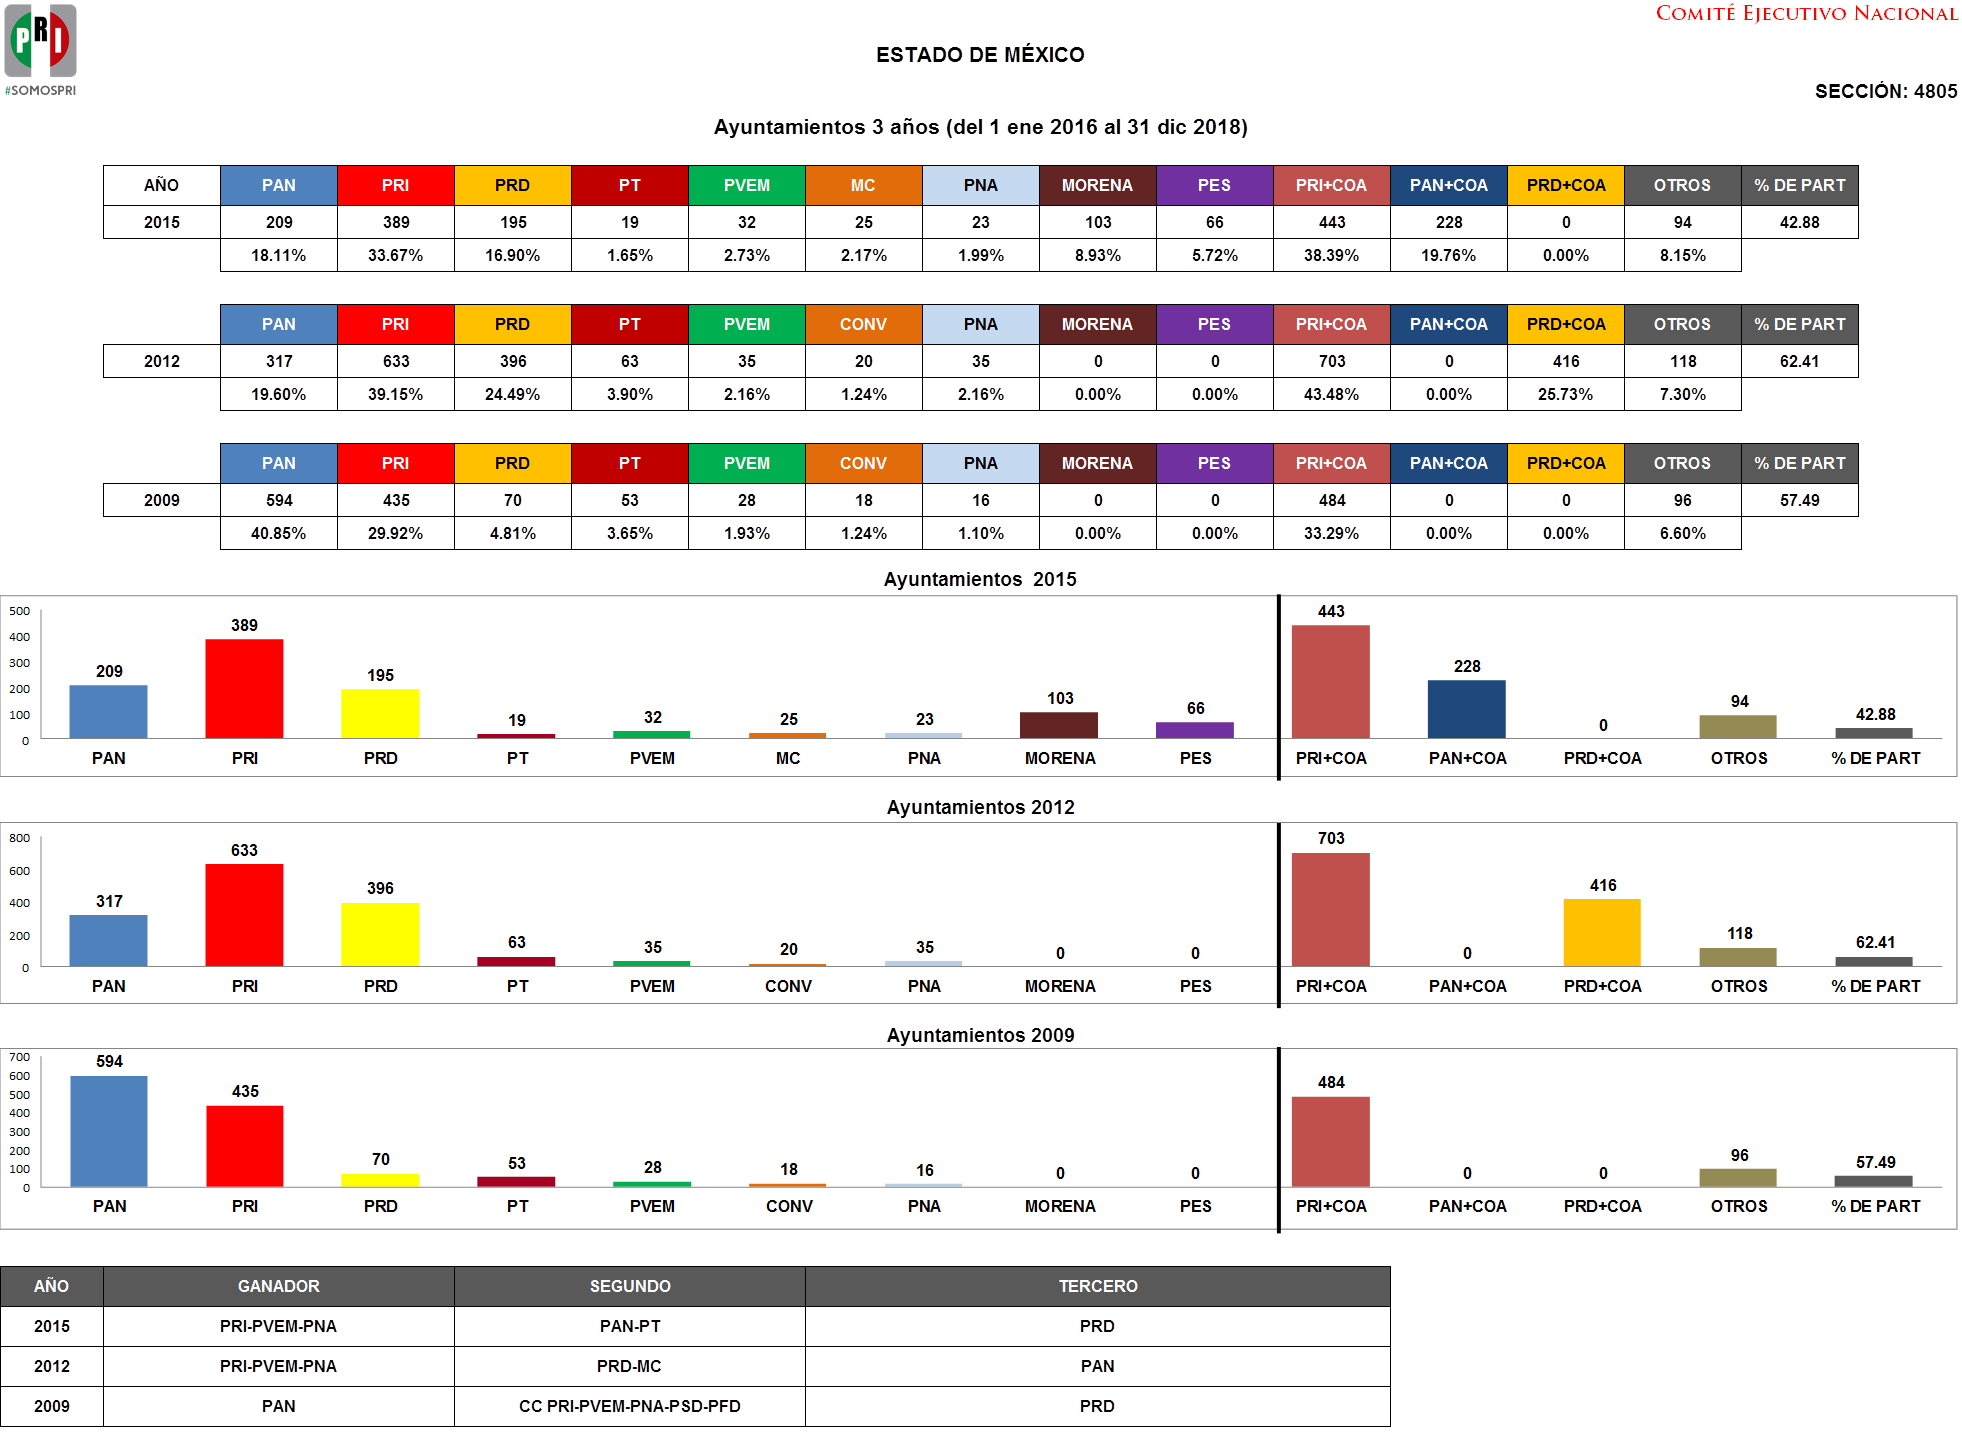 PRI
#SOMOSPRI
COMITÉ EJECUTIVO NACIONAL
ESTADO DE MÉXICO
SECCIÓN: 4805
Ayuntamientos 3 años (del 1 ene 2016 al 31 dic 2018)
AÑO PAN PRI PRD PT PVEM MC PNA MORENA PES PRI+COA PAN+COA PRD+COA OTROS % DE PART
2015 209 389 195 19 32 25 23 103 66 443 228 0 94 42.88
18.11% 33.67% 16.90% 1.65% 2.73% 2.17% 1.99% 8.93% 5.72% 38.39% 19.76% 0.00% 8.15%
PAN PRI PRD PT PVEM CONV PNA MORENA PES PRI+COA PAN+COA PRD+COA OTROS % DE PART
2012 317 633 396 63 35 20 35 0 0 703 0 416 118 62.41
19.60% 39.15% 24.49% 3.90% 2.16% 1.24% 2.16% 0.00% 0.00% 43.48% 0.00% 25.73% 7.30%
PAN PRI PRD PT PVEM CONV PNA MORENA PES PRI+COA PAN+COA PRD+COA OTROS % DE PART
2009 594 435 70 53 28 18 16 0 0 484 0 0 96 57.49
40.85% 29.92% 4.81% 3.65% 1.93% 1.24% 1.10% 0.00% 0.00% 33.29% 0.00% 0.00% 6.60%
Ayuntamientos 2015
500
400
300
200
100
0
209 389 195 19 32 25 23 103 66 443 228 0 94 42.88
PAN PRI PRD PT PVEM MC PNA MORENA PES PRI+COA PAN+COA PRD+COA OTROS % DE PART
Ayuntamientos 2012
800
600
400
200
0
317 633 396 63 35 20 35 0 0 703 0 416 118 62.41
PAN PRI PRD PT PVEM CONV PNA MORENA PES PRI+COA PAN+COA PRD+COA OTROS % DE PART
Ayuntamientos 2009
700
600
500
400
300
200
100
0
594 435 70 53 28 18 16 0 0 484 0 0 96 57.49
PAN PRI PRD PT PVEM CONV PNA MORENA PES PRI+COA PAN+COA PRD+COA OTROS % DE PART
AÑO GANADOR SEGUNDO TERCERO
2015 PRI-PVEM-PNA PAN-PT PRD
2012 PRI-PVEM-PNA PRD-MC PAN
2009 PAN CC PRI-PVEM-PNA-PSD-PFD PRD